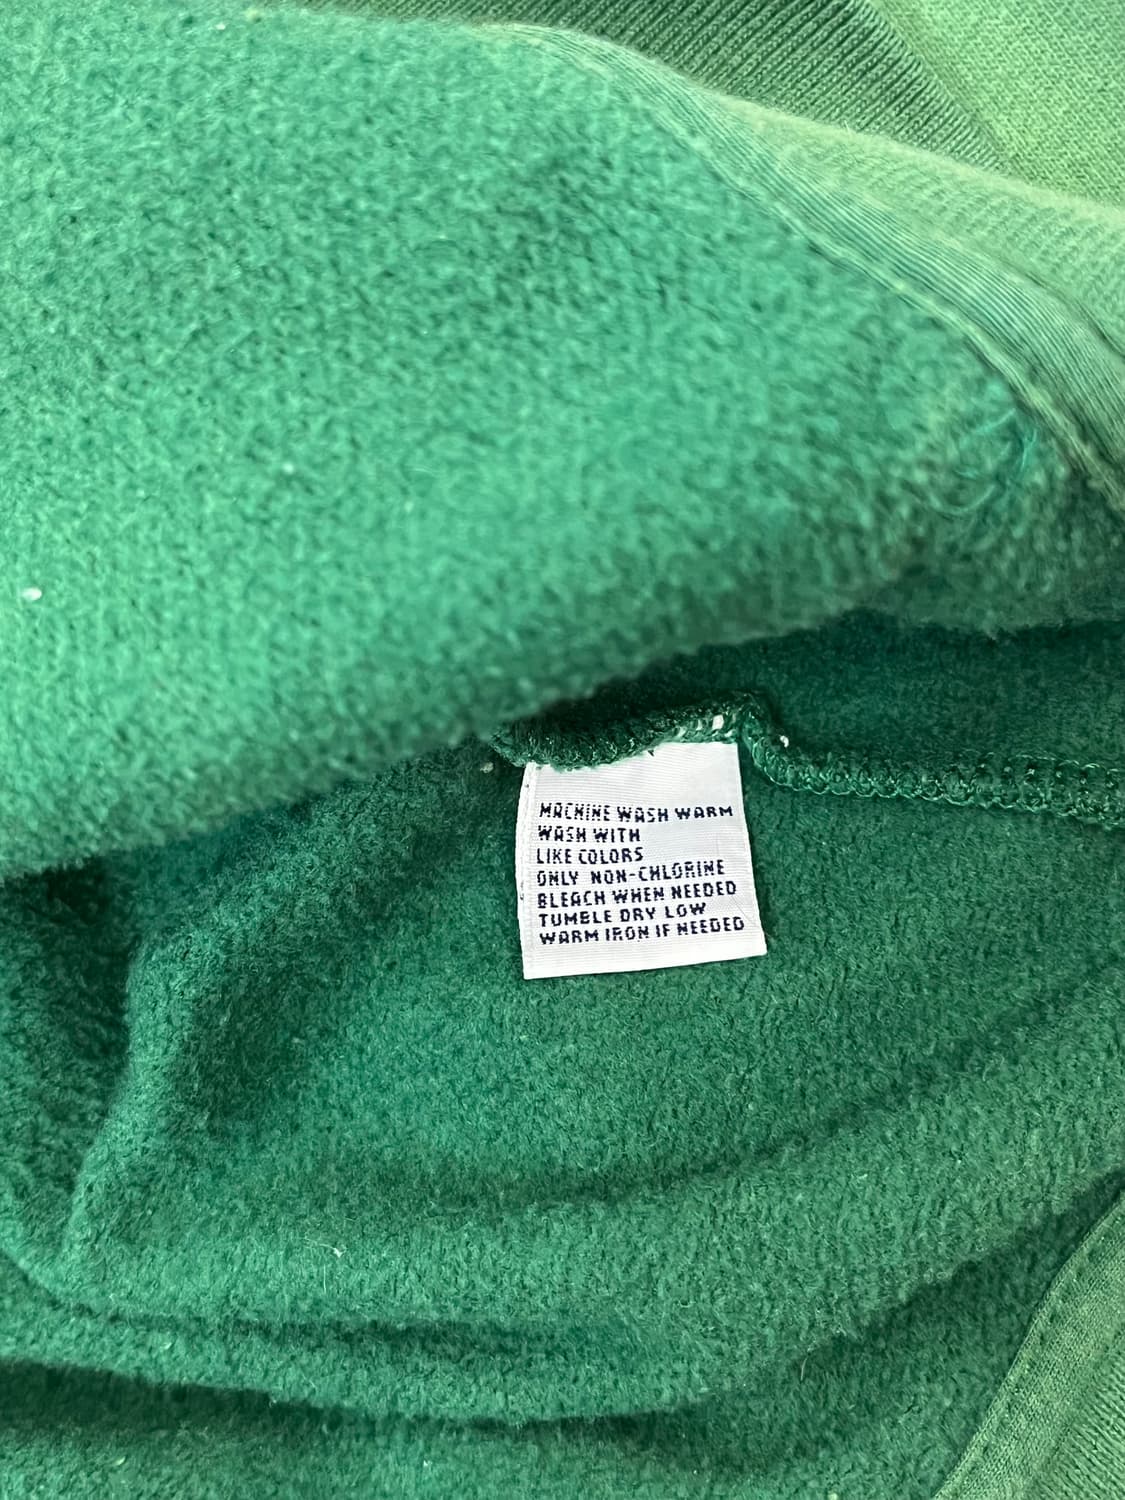 MACHINE WASH WARM
WASH WITH
LIKE COLORS
ONLY NON-CHLORINE
BLEACH WHEN NEEDED
TUMBLE DRY LOW
WARM IRON IF NEEDED